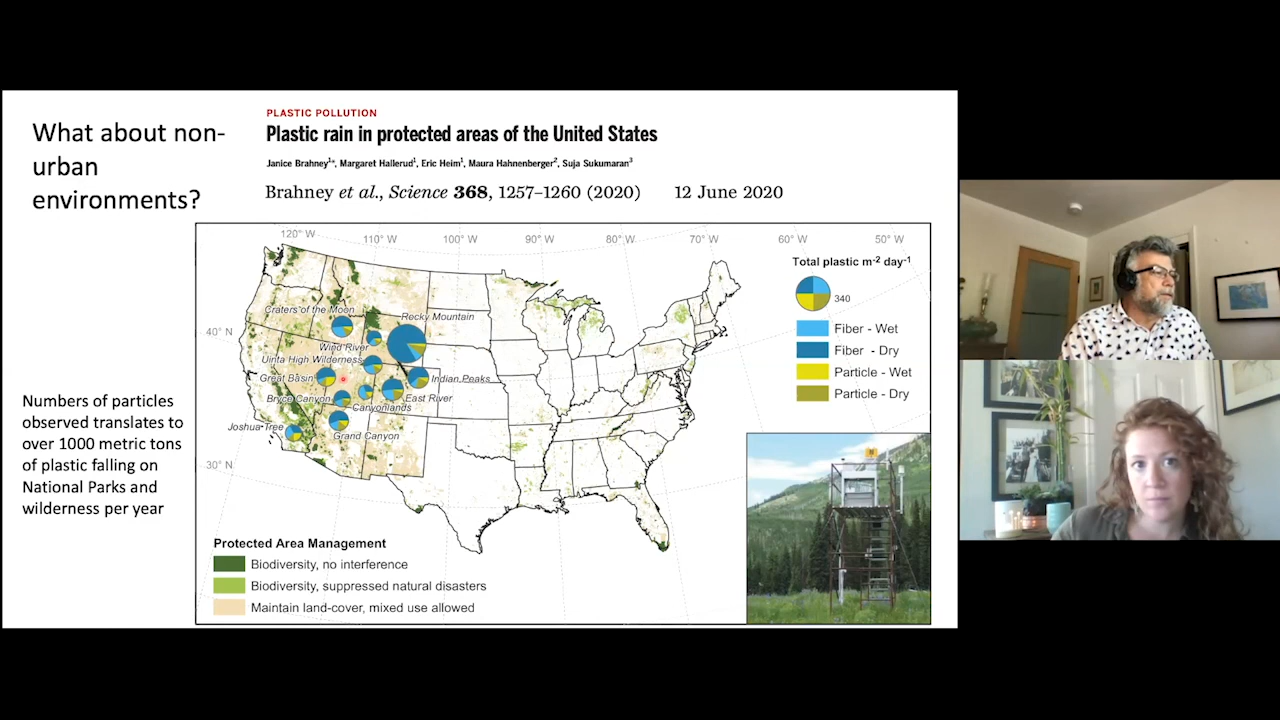 What about non-
urban
environments?
PLASTIC POLLUTION
Plastic rain in protected areas of the United States
Janice Brahney1*, Margaret Hallerud1, Eric Heim1, Maura Hahnenberger2, Suja Sukumaran3
Brahney et al., Science 368, 1257–1260 (2020) 12 June 2020
120° W 110° W 100° W 90° W 80° W 70° W 60° W 50° W
40° N
30° N
Craters of the Moon
Rocky Mountain
Wind River
Uinta High Wilderness
Great Basin
Indian Peaks
Bryce Canyon
East River
Canyonlands
Joshua Tree
Grand Canyon
Total plastic m-2 day-1
340
Fiber - Wet
Fiber - Dry
Particle - Wet
Particle - Dry
Numbers of particles
observed translates to
over 1000 metric tons
of plastic falling on
National Parks and
wilderness per year
Protected Area Management
Biodiversity, no interference
Biodiversity, suppressed natural disasters
Maintain land-cover, mixed use allowed